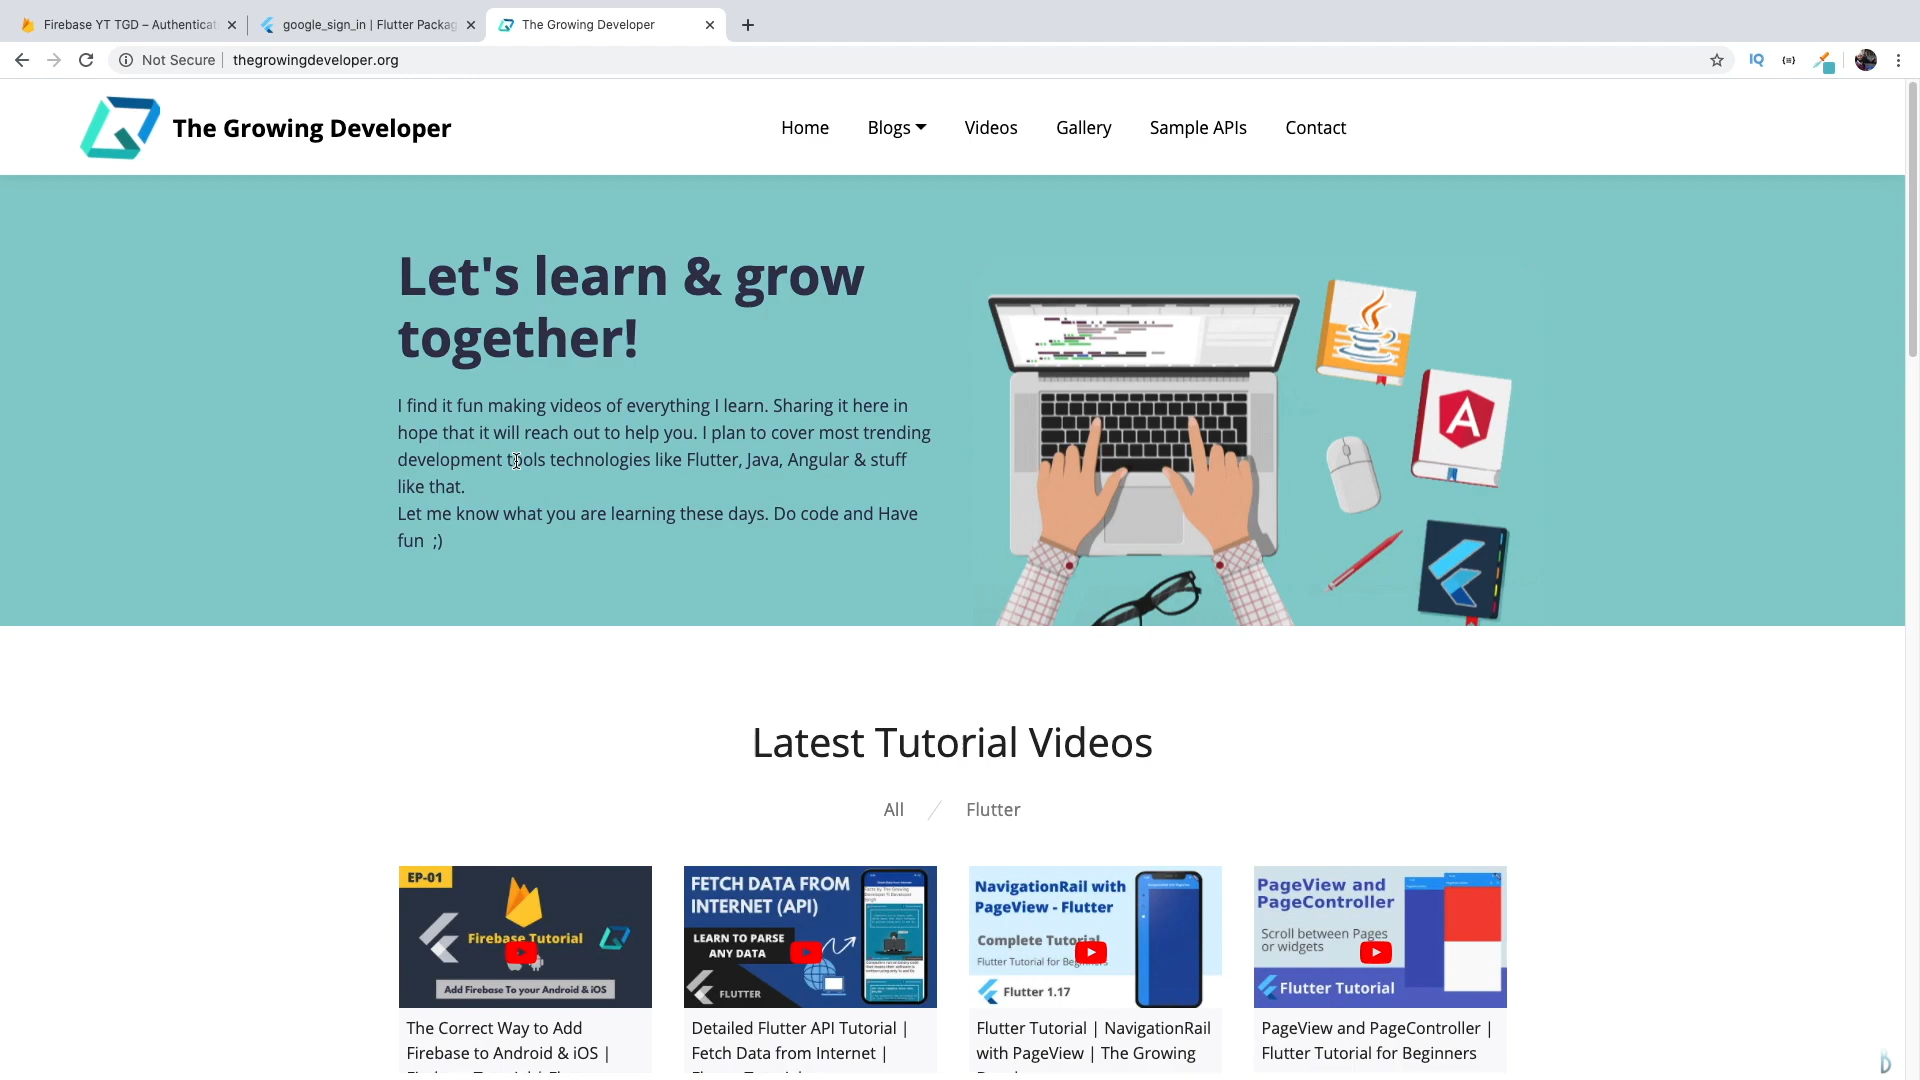 Firebase YT TGD – Authenticat
google_sign_in | Flutter Packag
The Growing Developer
Not Secure
thegrowingdeveloper.org
IQ
The Growing Developer
Home
Blogs
Videos
Gallery
Sample APIs
Contact
Let's learn & grow
together!
I find it fun making videos of everything I learn. Sharing it here in
hope that it will reach out to help you. I plan to cover most trending
development tools technologies like Flutter, Java, Angular & stuff
like that.
Let me know what you are learning these days. Do code and Have
fun ;)
Latest Tutorial Videos
All / Flutter
EP-01
Firebase Tutorial
Add Firebase To your Android & iOS
The Correct Way to Add
Firebase to Android & iOS |
FETCH DATA FROM
INTERNET (API)
LEARN TO PARSE
ANY DATA
FLUTTER
Detailed Flutter API Tutorial |
Fetch Data from Internet |
NavigationRail with
PageView - Flutter
Complete Tutorial
Flutter Tutorial for Beginners
Flutter 1.17
Flutter Tutorial | NavigationRail
with PageView | The Growing
PageView and
PageController
Scroll between Pages
or widgets
Flutter Tutorial
PageView and PageController |
Flutter Tutorial for Beginners